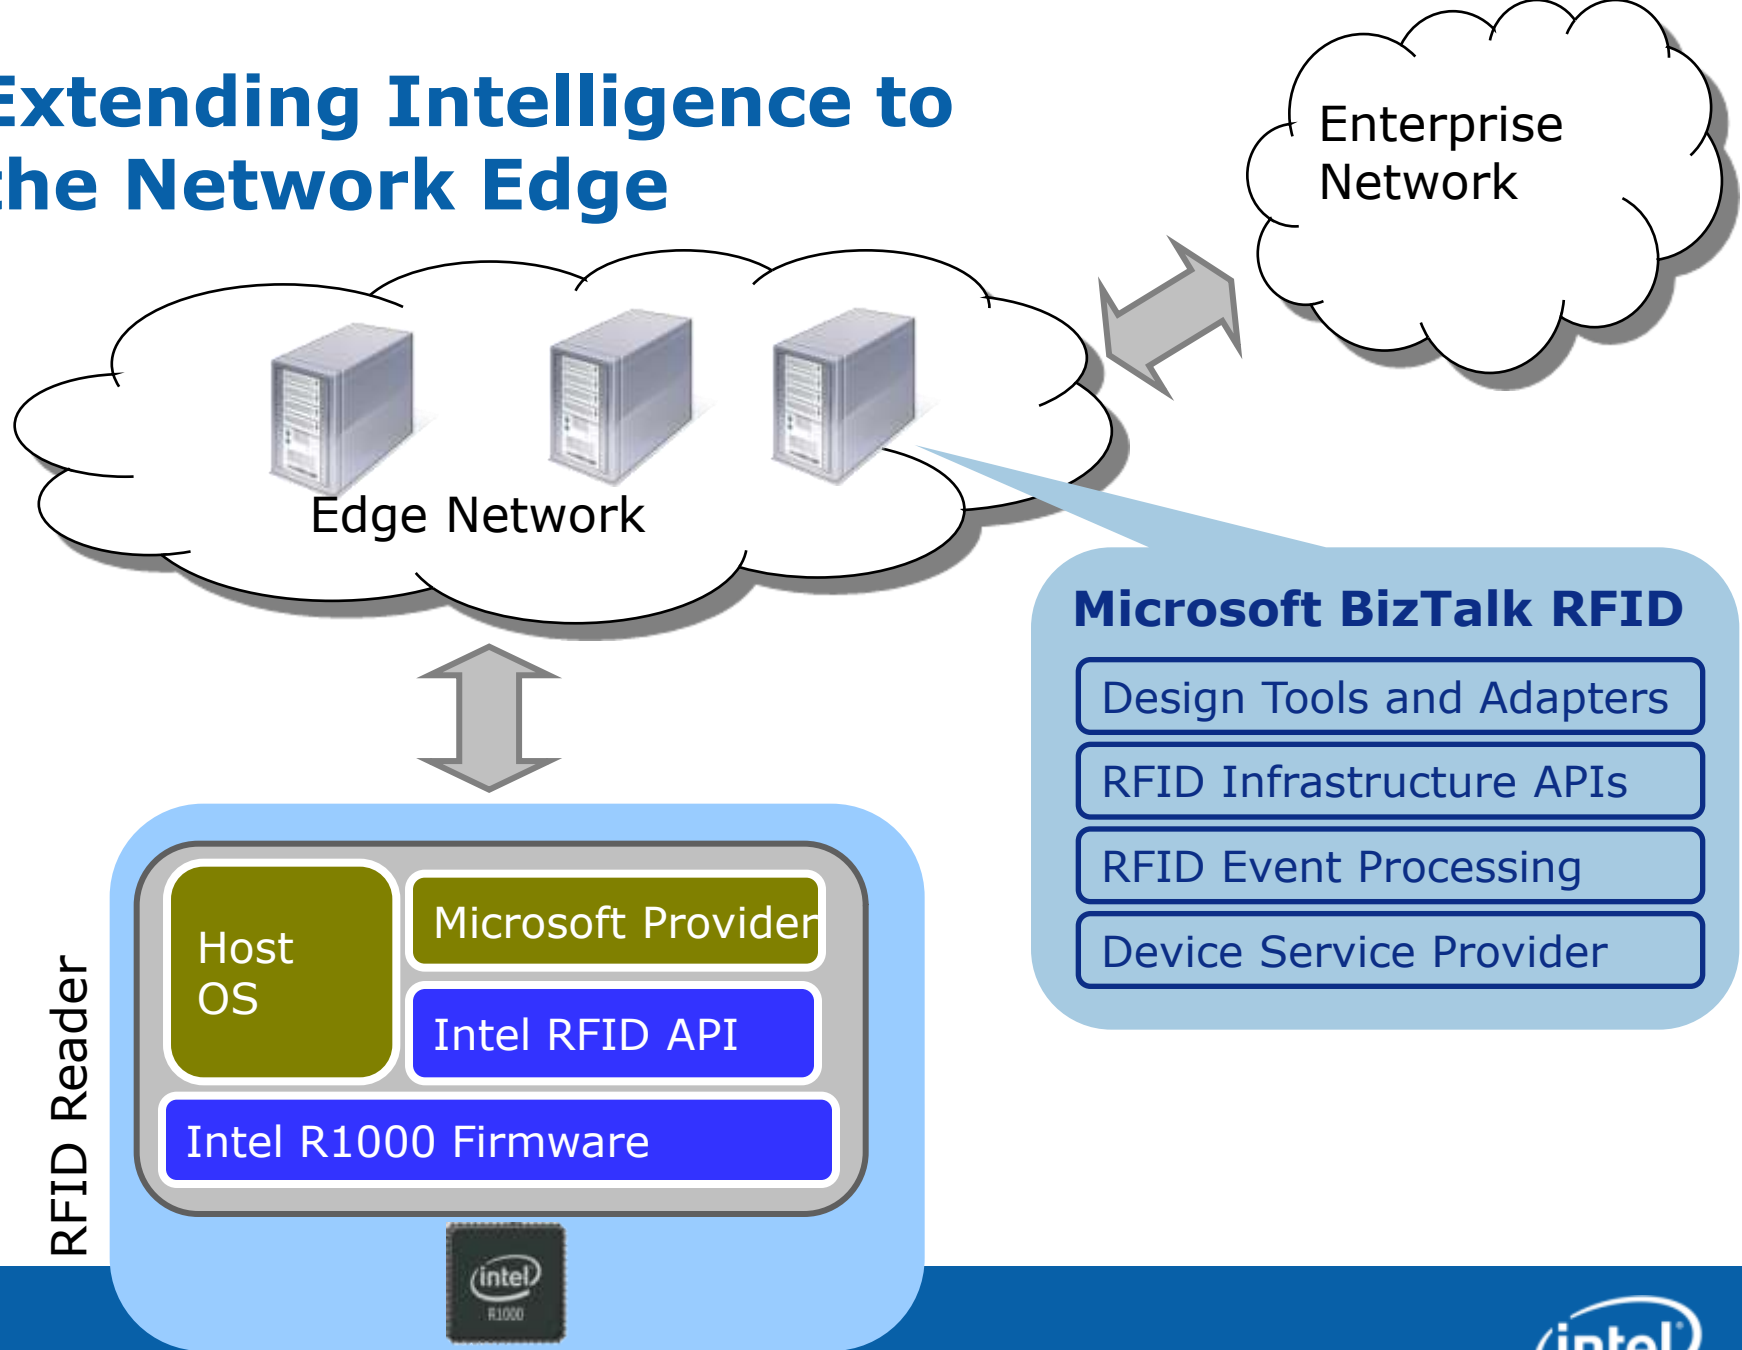 Extending Intelligence to
the Network Edge
Enterprise
Network
Edge Network
Microsoft BizTalk RFID
Design Tools and Adapters
RFID Infrastructure APIs
RFID Event Processing
Device Service Provider
RFID Reader
Host
OS
Microsoft Provider
Intel RFID API
Intel R1000 Firmware
intel
R1000
intel